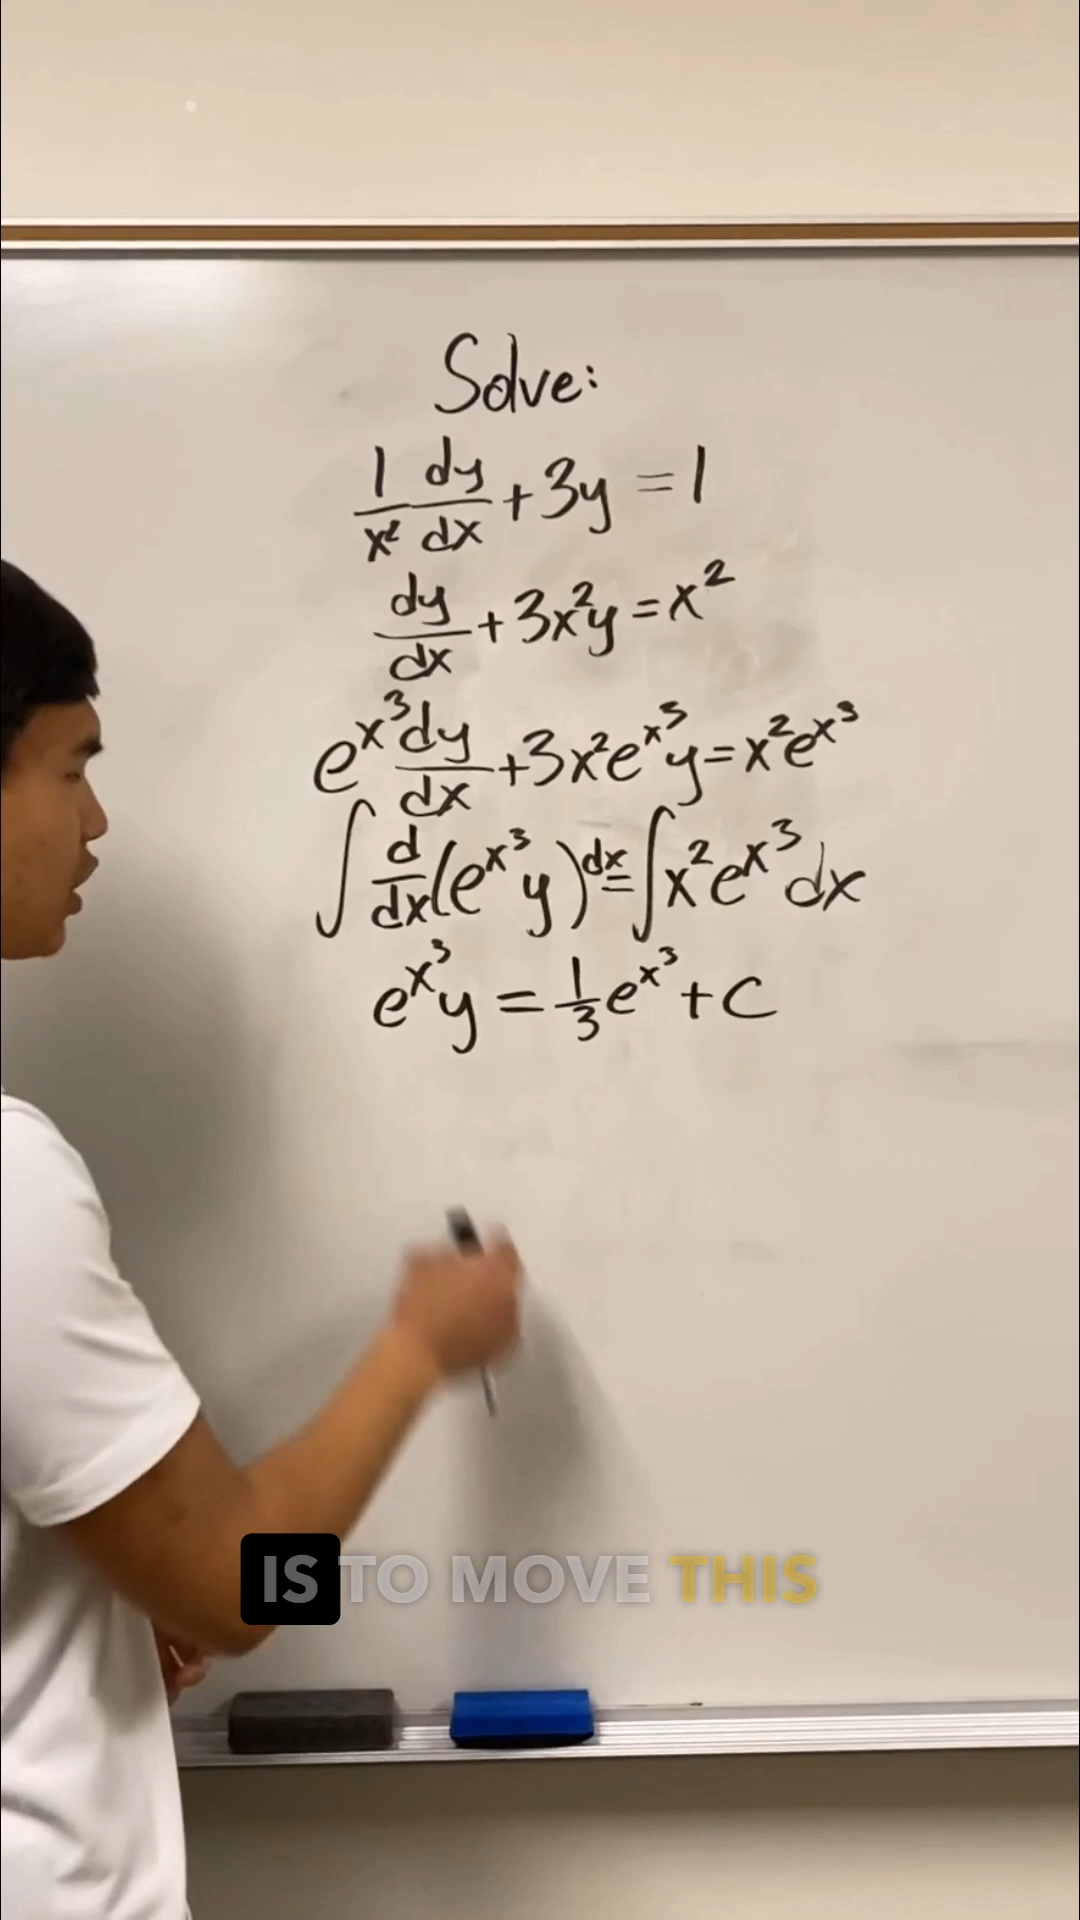 Solve:
1/x² dy/dx + 3y = 1
dy/dx + 3x²y = x²
e^x³ dy/dx + 3x²e^x³y = x²e^x³
∫ d/dx (e^x³ y) dx = ∫ x²e^x³ dx
e^x³ y = 1/3 e^x³ + C
IS TO MOVE THIS